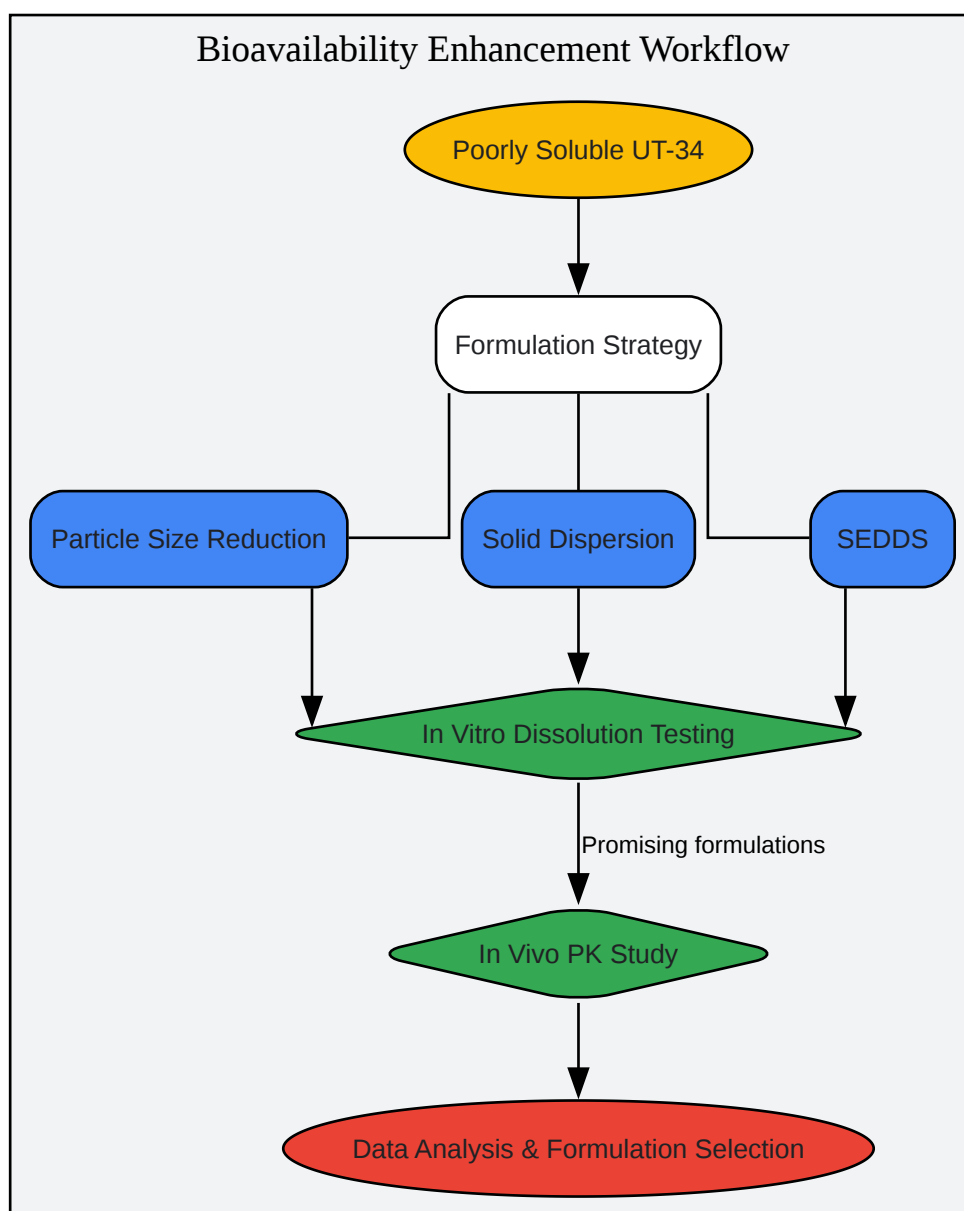 Bioavailability Enhancement Workflow
Poorly Soluble UT-34
Formulation Strategy
Particle Size Reduction
Solid Dispersion
SEDDS
In Vitro Dissolution Testing
Promising formulations
In Vivo PK Study
Data Analysis & Formulation Selection